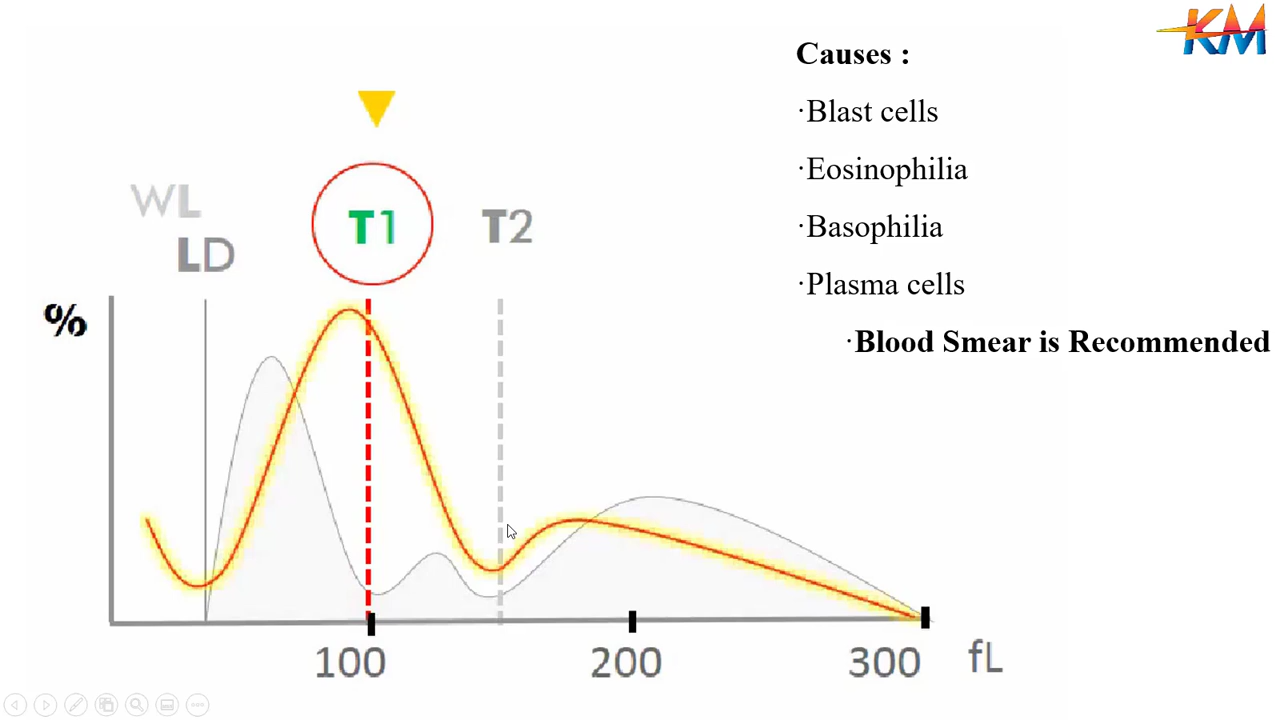 KM
Causes :
·Blast cells
·Eosinophilia
·Basophilia
·Plasma cells
·Blood Smear is Recommended
WL
LD
T1
T2
%
100
200
300
fL